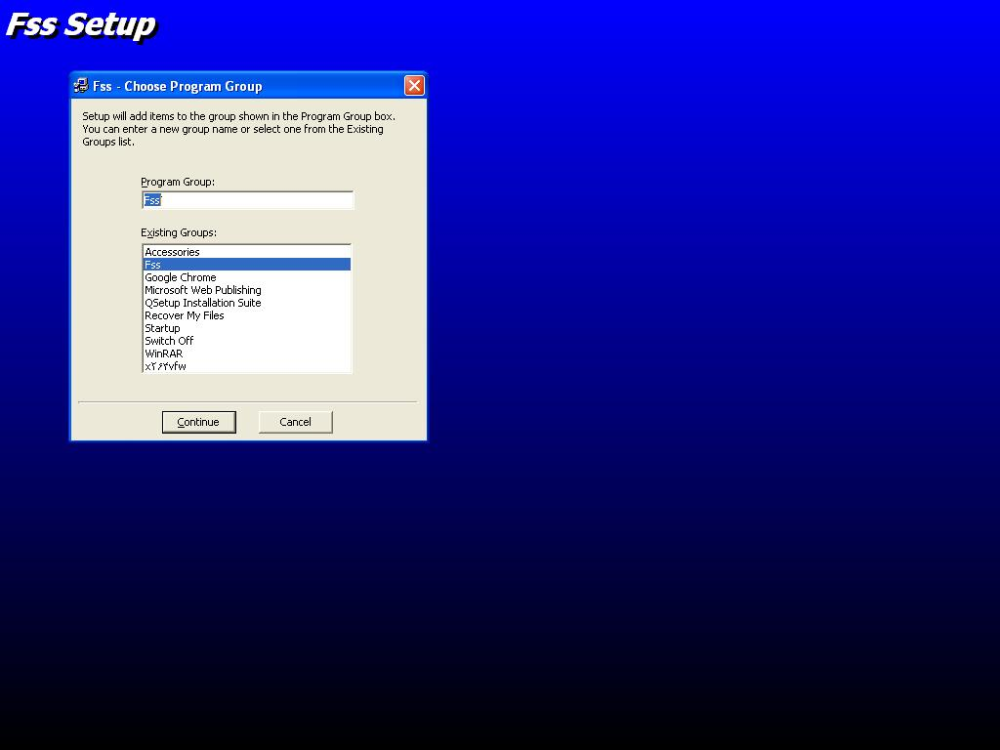 Fss Setup
Fss - Choose Program Group
Setup will add items to the group shown in the Program Group box.
You can enter a new group name or select one from the Existing
Groups list.
Program Group:
Fss
Existing Groups:
Accessories
Fss
Google Chrome
Microsoft Web Publishing
QSetup Installation Suite
Recover My Files
Startup
Switch Off
WinRAR
x۲۶۴vfw
Continue
Cancel